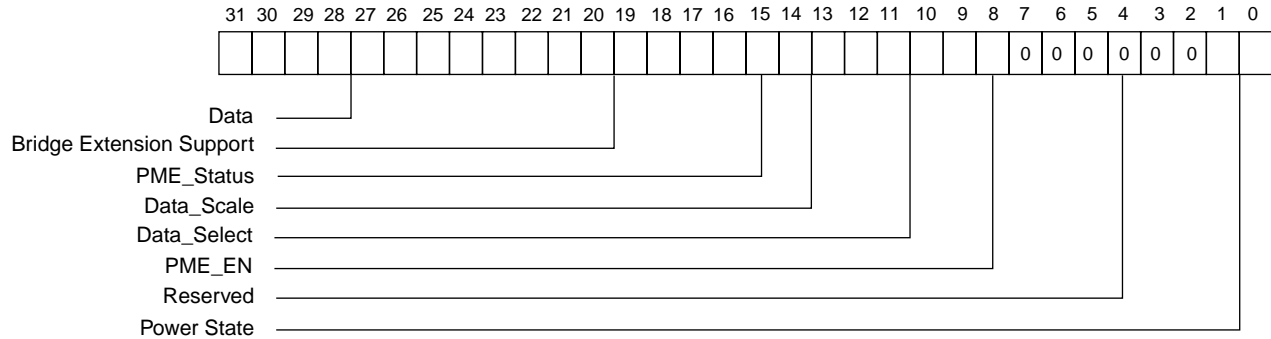 31 30 29 28 27 26 25 24 23 22 21 20 19 18 17 16 15 14 13 12 11 10 9 8 7 6 5 4 3 2 1 0
0 0 0 0 0 0
Data
Bridge Extension Support
PME_Status
Data_Scale
Data_Select
PME_EN
Reserved
Power State